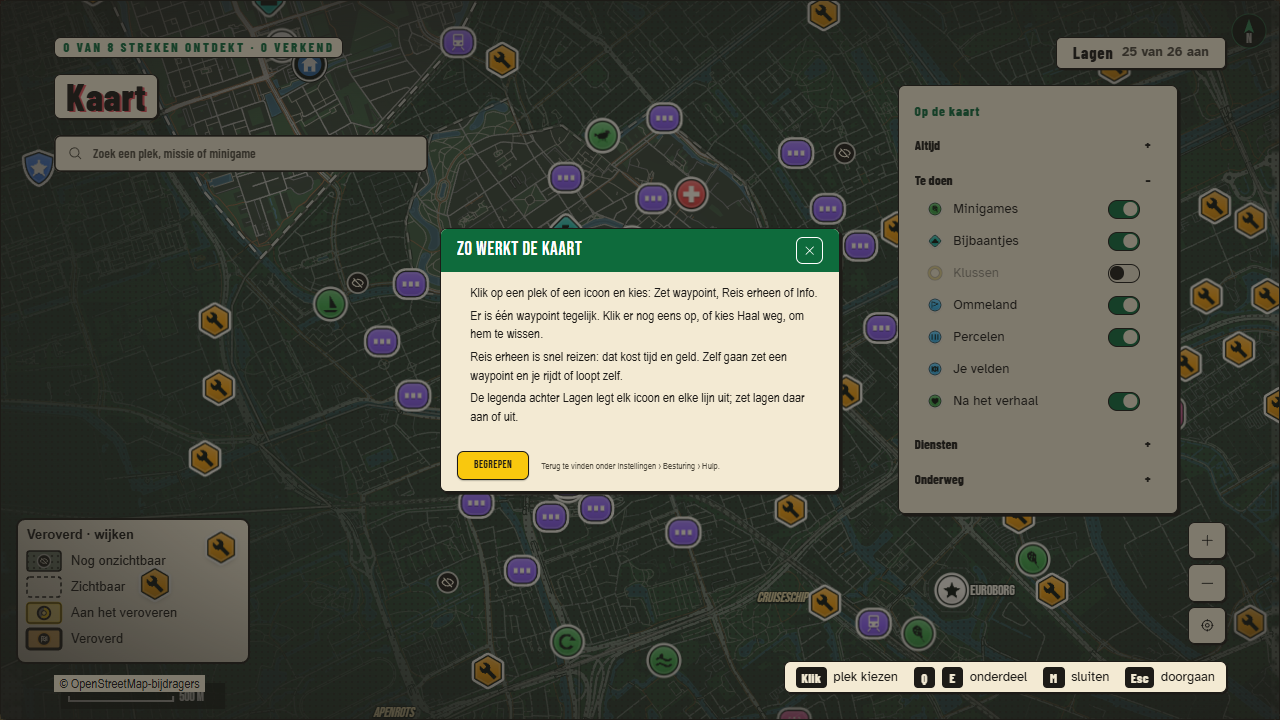 0 VAN 8 STREKEN ONTDEKT · 0 VERKEND
Kaart
Zoek een plek, missie of minigame
Lagen 25 van 26 aan
Op de kaart
Altijd +
Te doen –
Minigames
Bijbaantjes
Klussen
Ommeland
Percelen
Je velden
Na het verhaal
Diensten +
Onderweg +
ZO WERKT DE KAART
Klik op een plek of een icoon en kies: Zet waypoint, Reis erheen of Info.
Er is één waypoint tegelijk. Klik er nog eens op, of kies Haal weg, om
hem te wissen.
Reis erheen is snel reizen: dat kost tijd en geld. Zelf gaan zet een
waypoint en je rijdt of loopt zelf.
De legenda achter Lagen legt elk icoon en elke lijn uit; zet lagen daar
aan of uit.
BEGREPEN
Terug te vinden onder Instellingen › Besturing › Hulp.
Veroverd · wijken
Nog onzichtbaar
Zichtbaar
Aan het veroveren
Veroverd
CRUISESCHIP
EUROBORG
© OpenStreetMap-bijdragers
500 M
APENROTS
Klik plek kiezen Q E onderdeel M sluiten Esc doorgaan